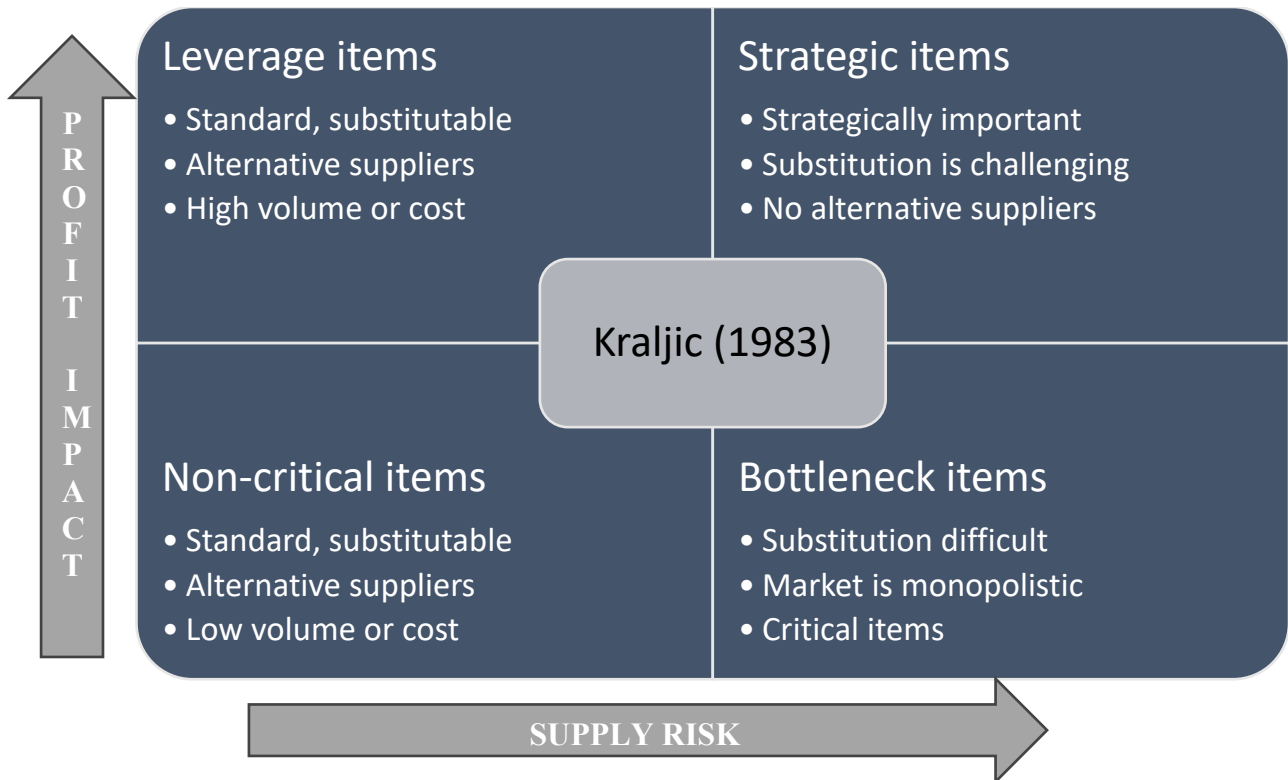 PROFIT IMPACT
Leverage items
• Standard, substitutable
• Alternative suppliers
• High volume or cost
Strategic items
• Strategically important
• Substitution is challenging
• No alternative suppliers
Kraljic (1983)
Non-critical items
• Standard, substitutable
• Alternative suppliers
• Low volume or cost
Bottleneck items
• Substitution difficult
• Market is monopolistic
• Critical items
SUPPLY RISK